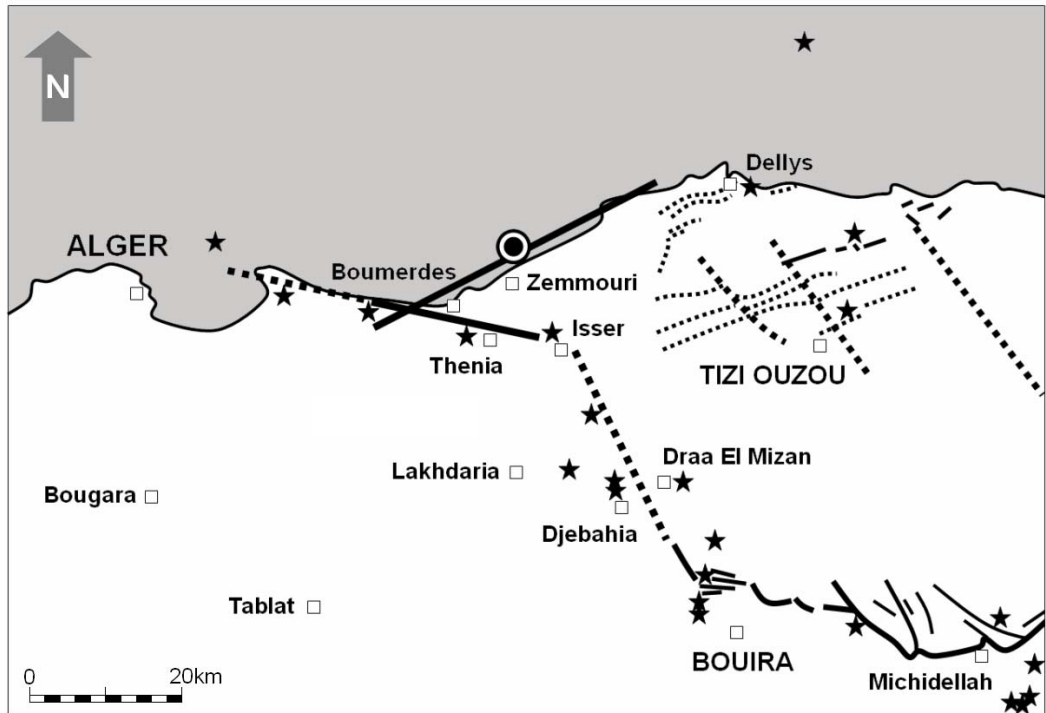 N
Dellys
ALGER
Boumerdes
Zemmouri
Isser
Thenia
TIZI OUZOU
Lakhdaria
Draa El Mizan
Bougara
Djebahia
Tablat
BOUIRA
Michidellah
0 20km